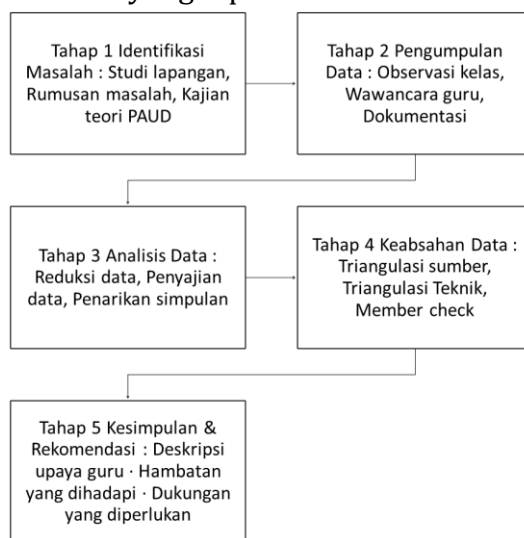 Tahap 1 Identifikasi
Masalah : Studi lapangan,
Rumusan masalah, Kajian
teori PAUD
Tahap 2 Pengumpulan
Data : Observasi kelas,
Wawancara guru,
Dokumentasi
Tahap 3 Analisis Data :
Reduksi data, Penyajian
data, Penarikan simpulan
Tahap 4 Keabsahan Data :
Triangulasi sumber,
Triangulasi Teknik,
Member check
Tahap 5 Kesimpulan &
Rekomendasi : Deskripsi
upaya guru · Hambatan
yang dihadapi · Dukungan
yang diperlukan